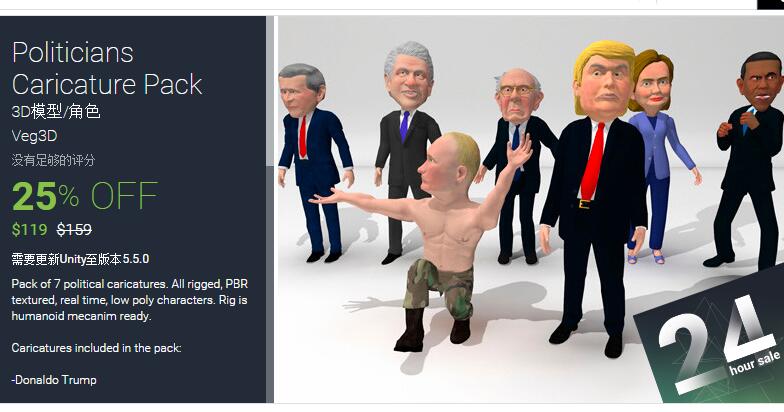 Politicians
Caricature Pack
3D模型/角色
Veg3D
没有足够的评分
25% OFF
$119 $159
需要更新Unity至版本5.5.0
Pack of 7 political caricatures. All rigged, PBR
textured, real time, low poly characters. Rig is
humanoid mecanim ready.
Caricatures included in the pack:
-Donaldo Trump
24
hour sale